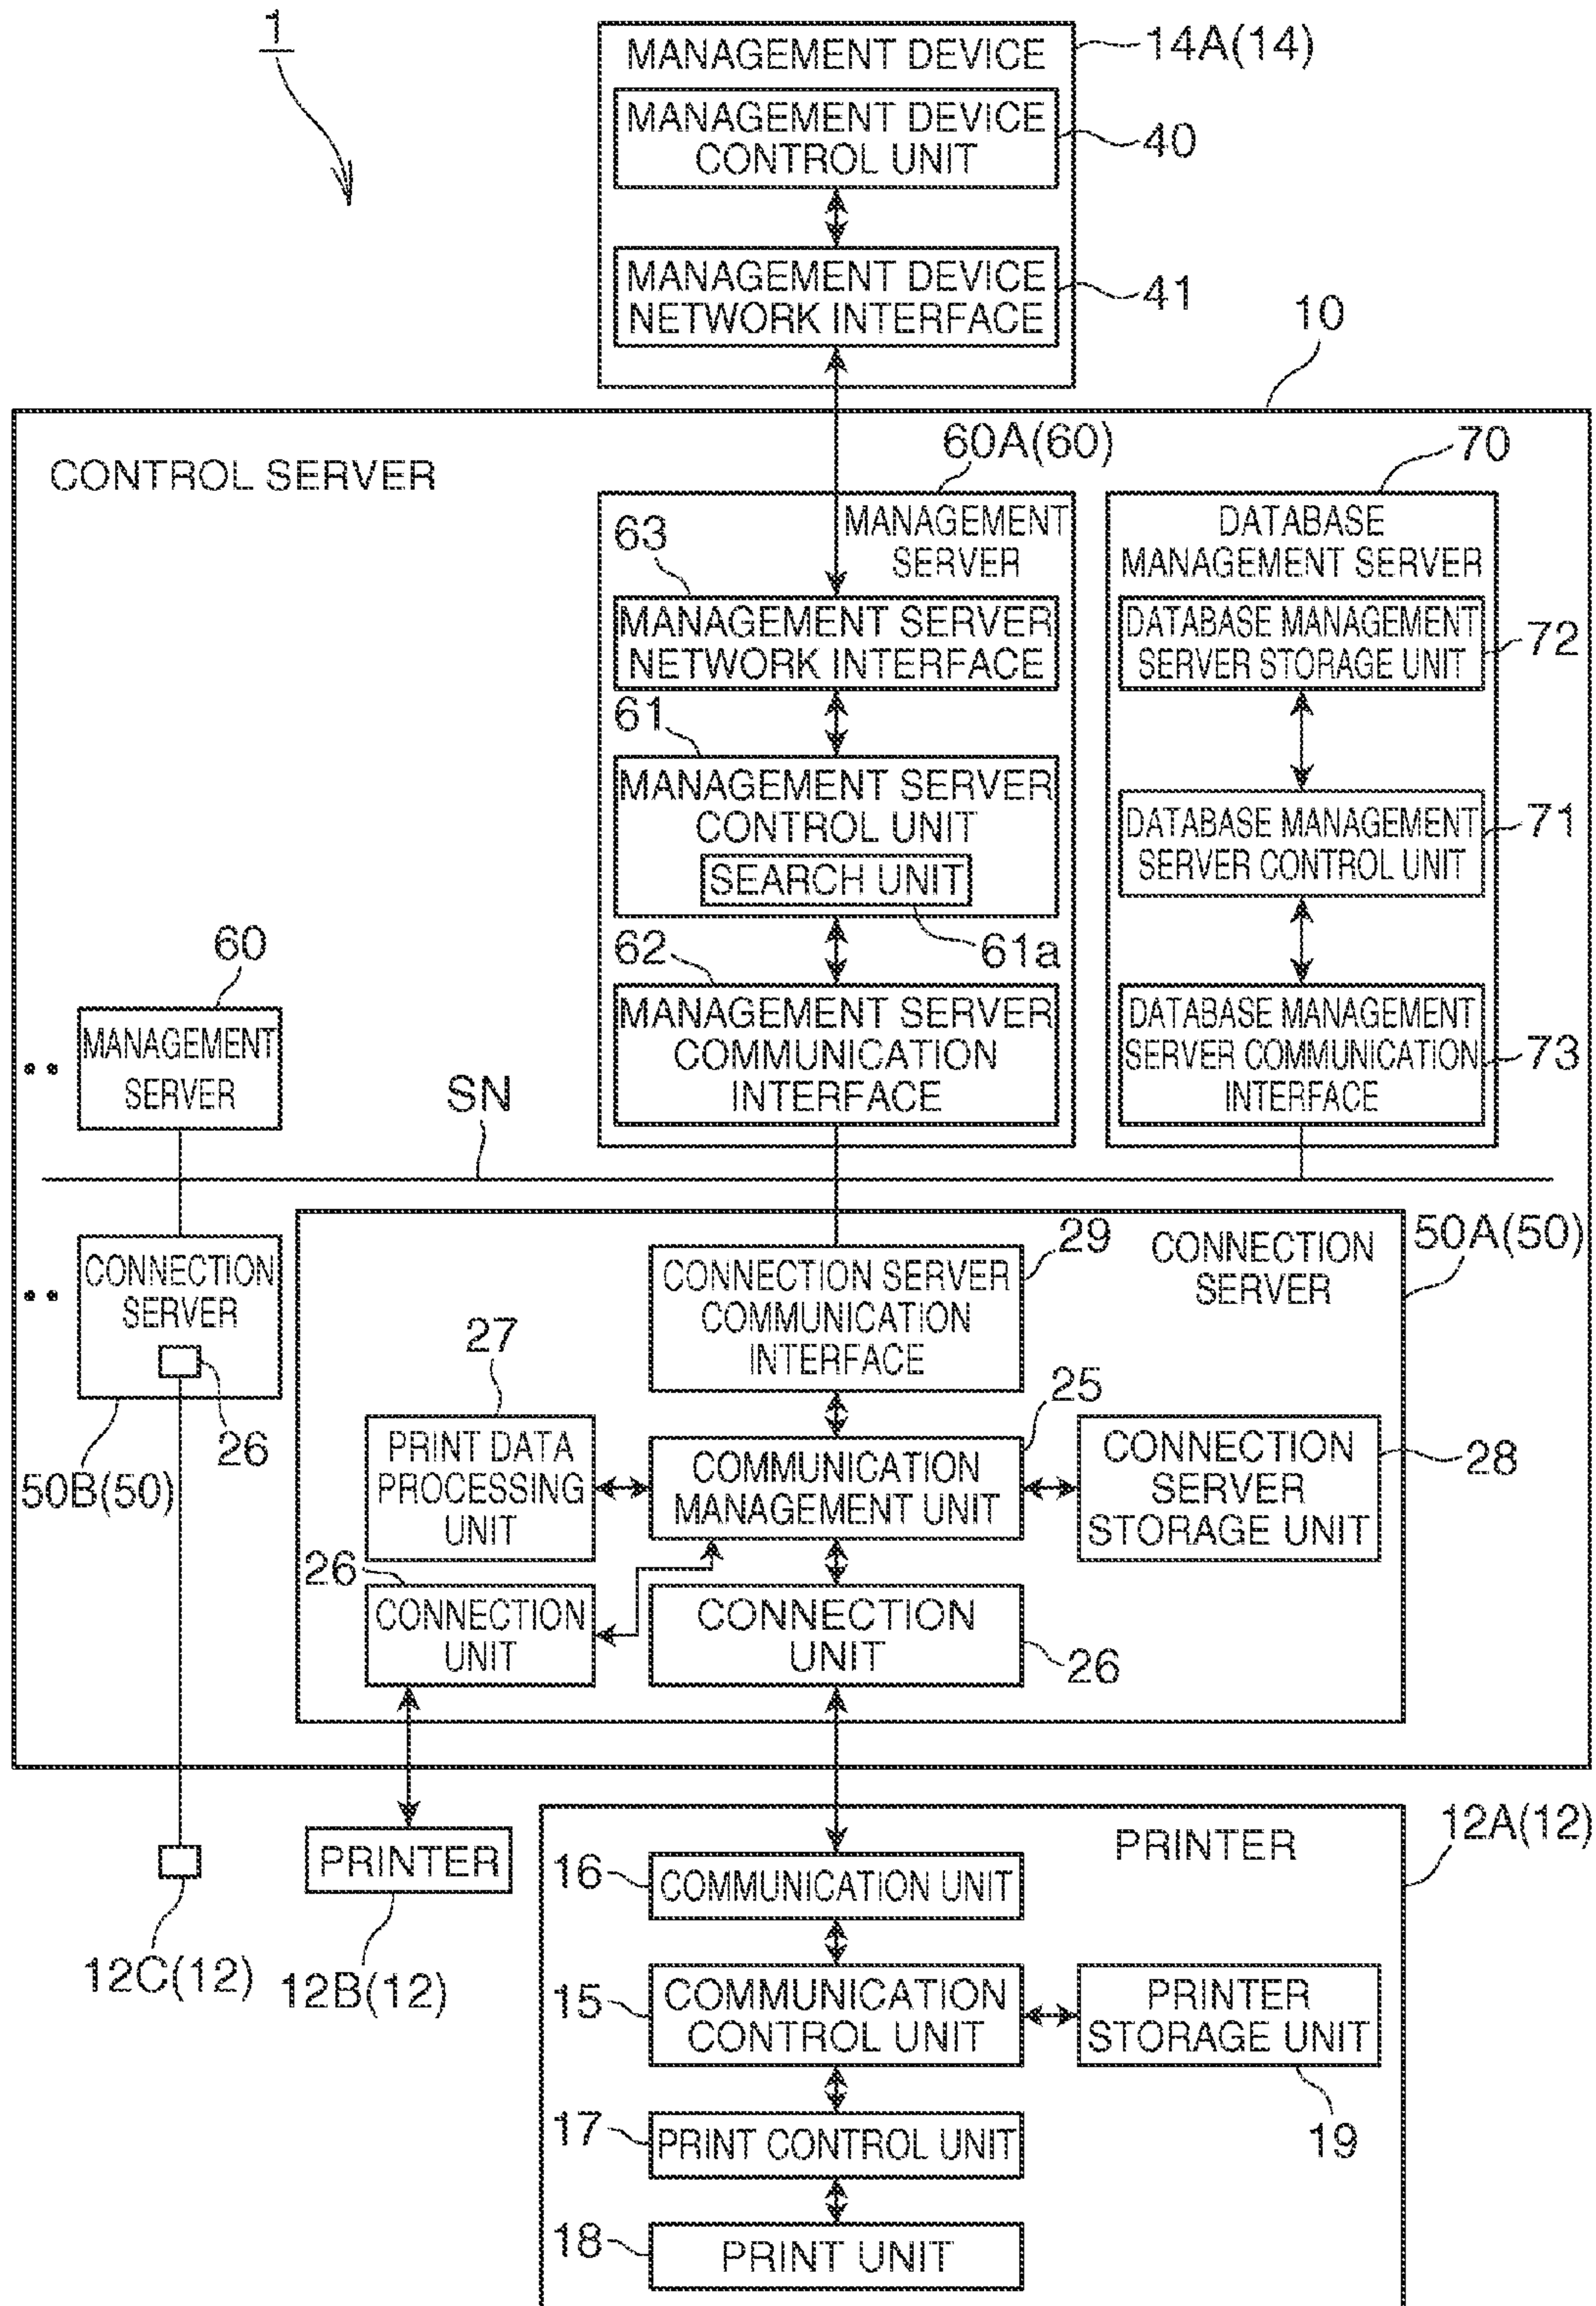 1
MANAGEMENT DEVICE
14A(14)
MANAGEMENT DEVICE
CONTROL UNIT
40
MANAGEMENT DEVICE
NETWORK INTERFACE
41
10
CONTROL SERVER
60A(60)
70
MANAGEMENT
SERVER
63
MANAGEMENT SERVER
NETWORK INTERFACE
61
MANAGEMENT SERVER
CONTROL UNIT
SEARCH UNIT
61a
62
MANAGEMENT SERVER
COMMUNICATION
INTERFACE
DATABASE
MANAGEMENT SERVER
DATABASE MANAGEMENT
SERVER STORAGE UNIT
72
DATABASE MANAGEMENT
SERVER CONTROL UNIT
71
DATABASE MANAGEMENT
SERVER COMMUNICATION
INTERFACE
73
60
MANAGEMENT
SERVER
SN
CONNECTION
SERVER
26
50B(50)
50A(50)
CONNECTION
SERVER
29
CONNECTION SERVER
COMMUNICATION
INTERFACE
27
PRINT DATA
PROCESSING
UNIT
25
COMMUNICATION
MANAGEMENT UNIT
CONNECTION
SERVER
STORAGE UNIT
28
26
CONNECTION
UNIT
CONNECTION
UNIT
26
12C(12)
PRINTER
12B(12)
PRINTER
12A(12)
16
COMMUNICATION UNIT
15
COMMUNICATION
CONTROL UNIT
PRINTER
STORAGE UNIT
19
17
PRINT CONTROL UNIT
18
PRINT UNIT